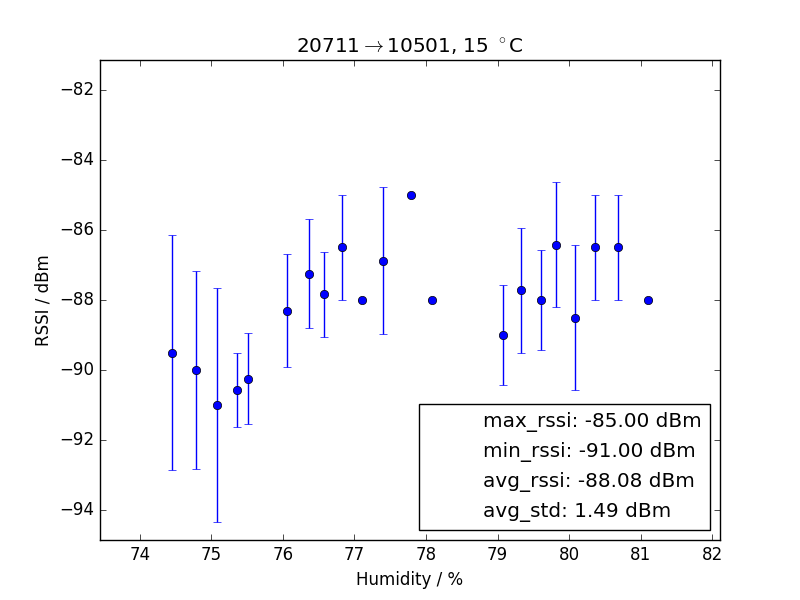 20711→10501, 15 °C
−82
−84
−86
−88
−90
−92
−94
RSSI / dBm
max_rssi: -85.00 dBm
min_rssi: -91.00 dBm
avg_rssi: -88.08 dBm
avg_std: 1.49 dBm
74 75 76 77 78 79 80 81 82
Humidity / %